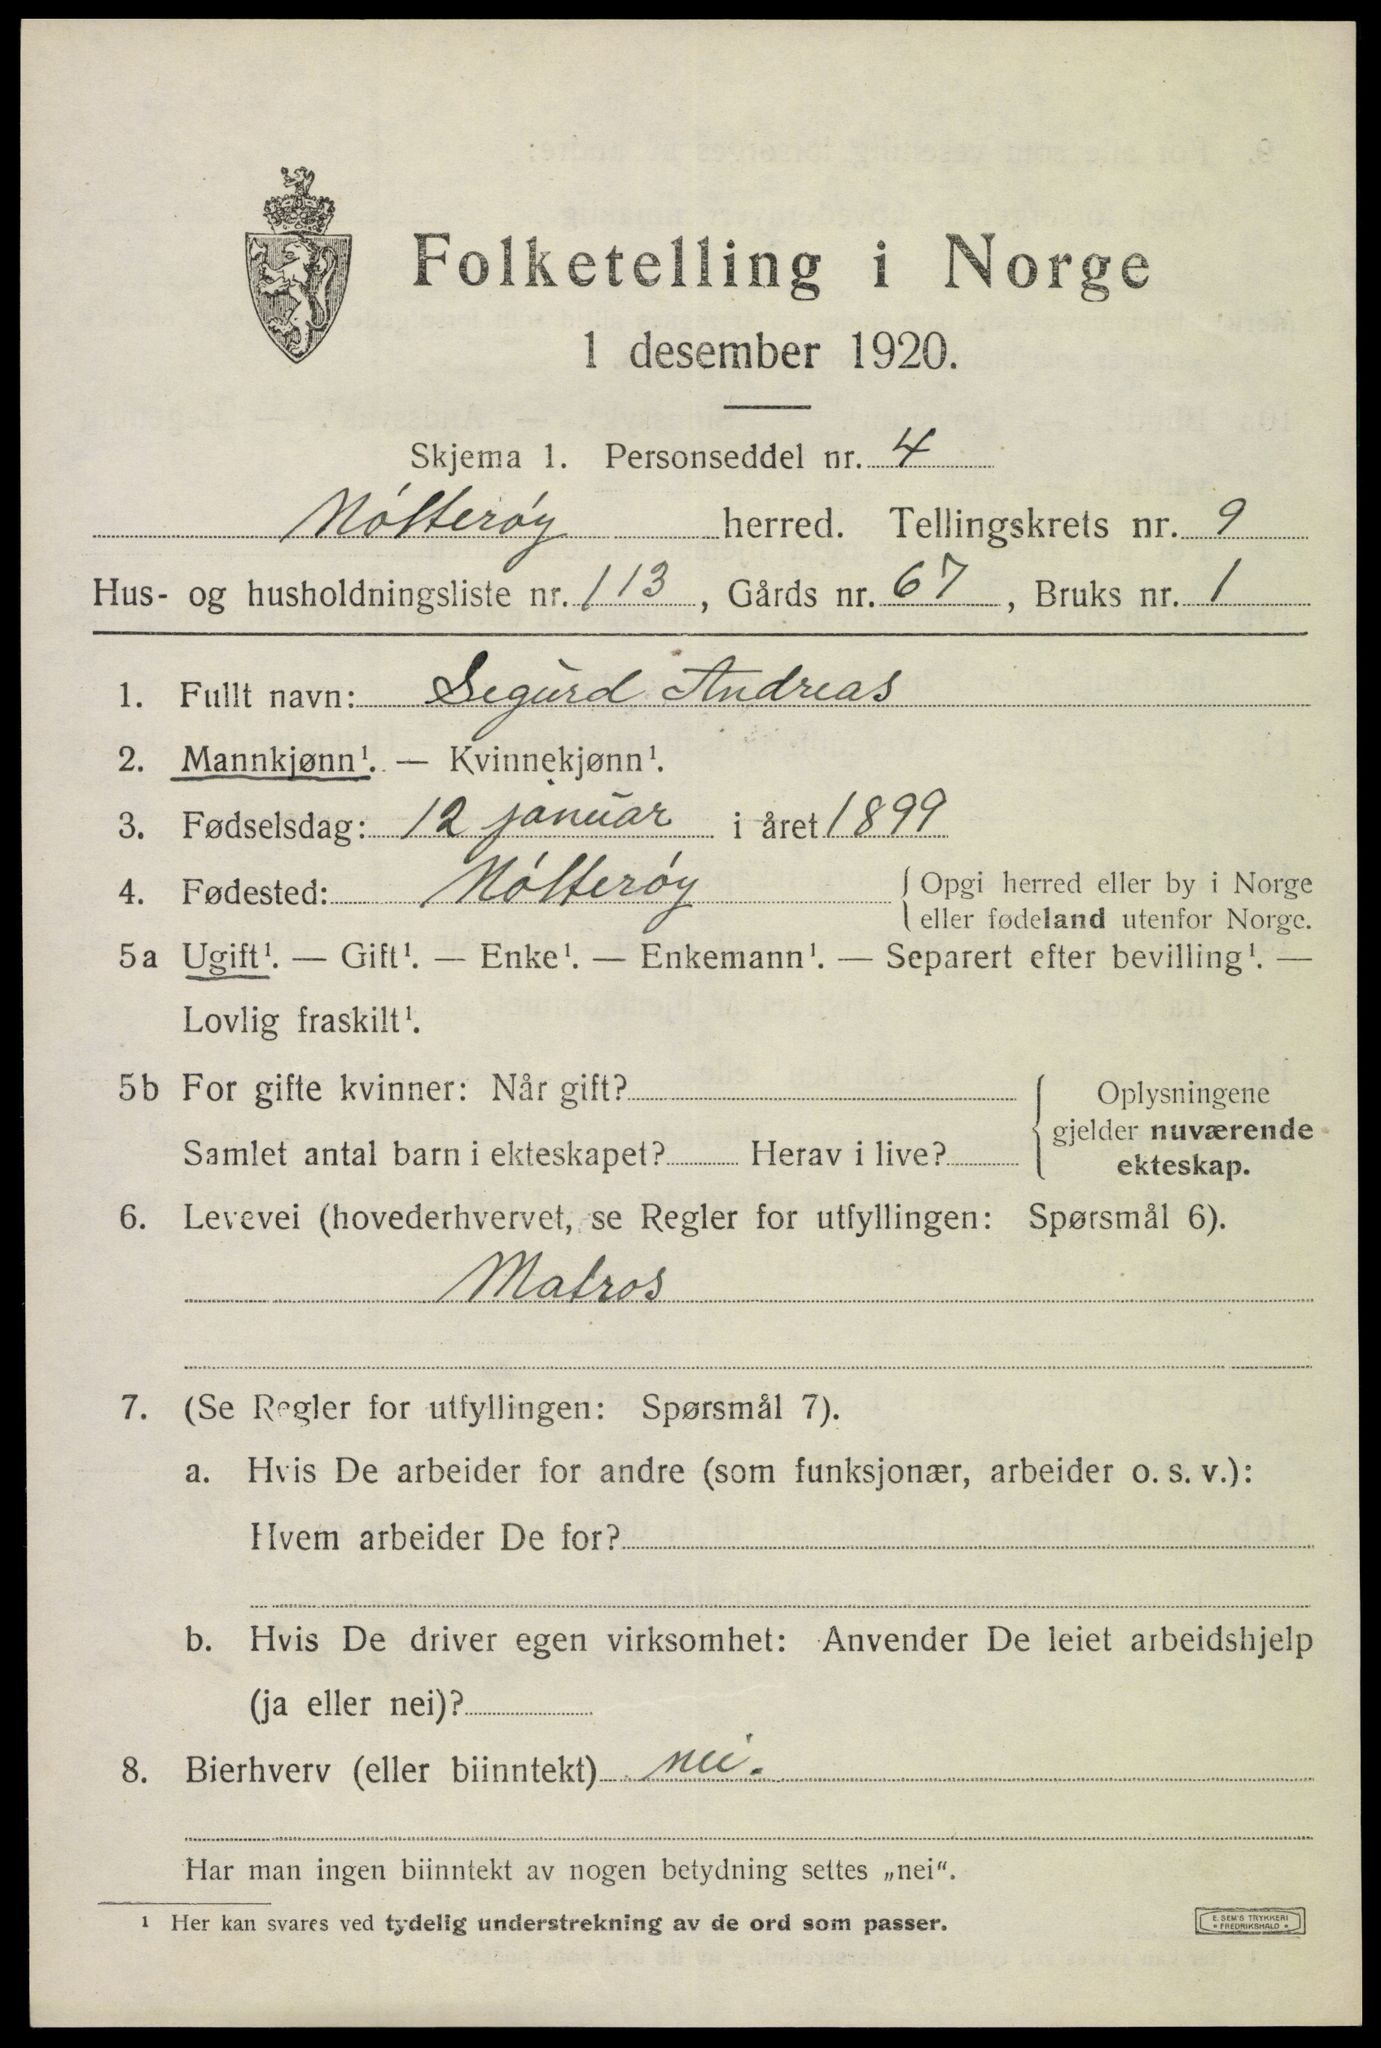 Folketelling i Norge
1 desember 1920.
Skjema 1. Personseddel nr. 4
Nótterøy herred. Tellingskrets nr. 9
Hus- og husholdningsliste nr. 113, Gårds nr. 67, Bruks nr. 1
1. Fullt navn: Sigurd Andreas
2. Mannkjønn¹. — Kvinnekjønn¹.
3. Fødselsdag: 12 januar i året 1899
4. Fødested: Nótterøy { Opgi herred eller by i Norge
eller fødeland utenfor Norge.
5a Ugift¹. — Gift¹. — Enke¹. — Enkemann¹. — Separert efter bevilling¹. —
Lovlig fraskilt¹.
5b For gifte kvinner: Når gift? { Oplysningene
gjelder nuværende
Samlet antal barn i ekteskapet? Herav i live? ekteskap.
6. Levevei (hovederhvervet, se Regler for utfyllingen: Spørsmål 6).
Matros
7. (Se Regler for utfyllingen: Spørsmål 7).
a. Hvis De arbeider for andre (som funksjonær, arbeider o. s. v.):
Hvem arbeider De for?
b. Hvis De driver egen virksomhet: Anvender De leiet arbeidshjelp
(ja eller nei)?
8. Bierhverv (eller biinntekt) nei.
Har man ingen biinntekt av nogen betydning settes „nei“.
¹ Her kan svares ved tydelig understrekning av de ord som passer.
E. SEM'S TRYKKERI
* FREDRIKSHALD *